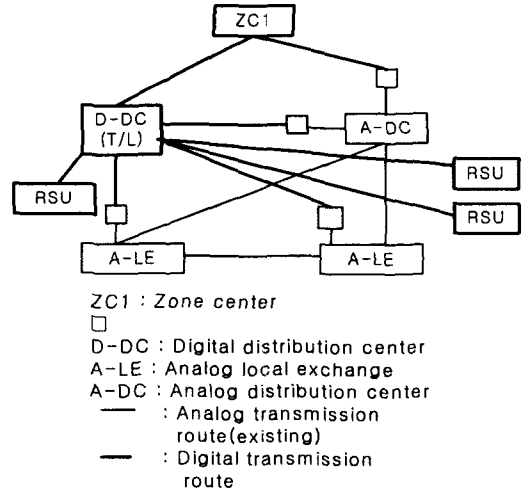 ZC1
D-DC
(T/L)
A-DC
RSU
RSU
RSU
A-LE
A-LE
ZC1 : Zone center
D-DC : Digital distribution center
A-LE : Analog local exchange
A-DC : Analog distribution center
: Analog transmission
route(existing)
: Digital transmission
route